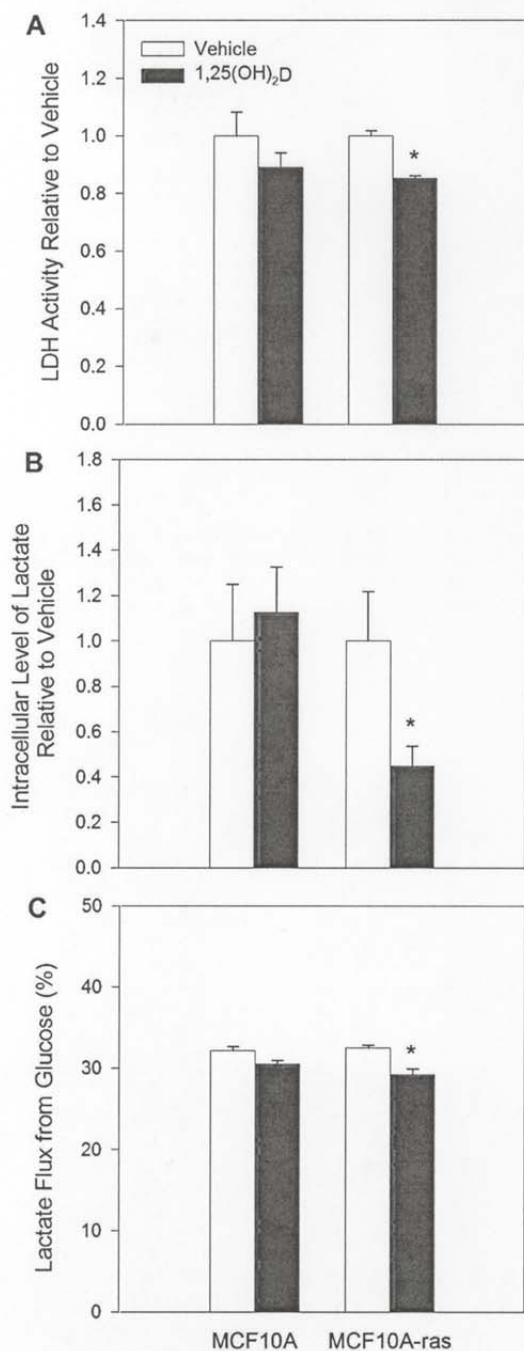 A
LDH Activity Relative to Vehicle
1.4
1.2
1.0
0.8
0.6
0.4
0.2
0.0
Vehicle
1,25(OH)₂D
*
B
Intracellular Level of Lactate
Relative to Vehicle
1.8
1.6
1.4
1.2
1.0
0.8
0.6
0.4
0.2
0.0
*
C
Lactate Flux from Glucose (%)
50
40
30
20
10
0
*
MCF10A MCF10A-ras